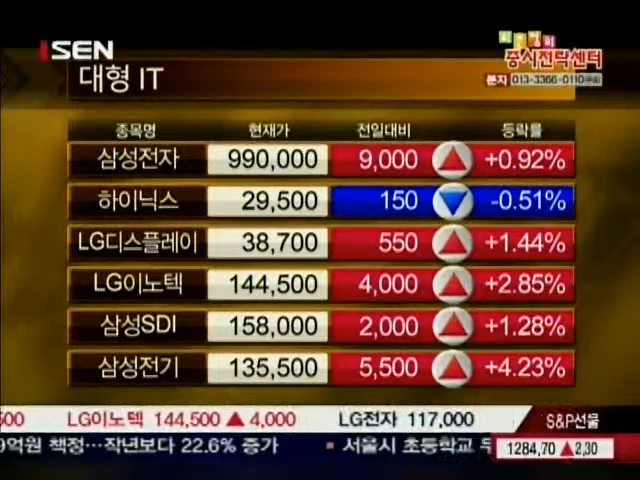 SEN
증시전략센터
문자 013-3366-0110
대형 IT
종목명 현재가 전일대비 등락률
삼성전자 990,000 9,000 ▲ +0.92%
하이닉스 29,500 150 ▼ -0.51%
LG디스플레이 38,700 550 ▲ +1.44%
LG이노텍 144,500 4,000 ▲ +2.85%
삼성SDI 158,000 2,000 ▲ +1.28%
삼성전기 135,500 5,500 ▲ +4.23%
500 LG이노텍 144,500 ▲ 4,000 LG전자 117,000 S&P선물
9억원 책정…작년보다 22.6% 증가 ▪ 서울시 초등학교 1284,70 ▲2,30